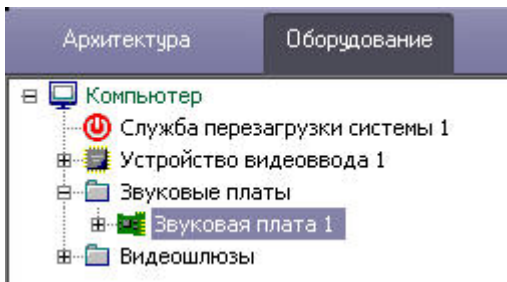 Архитектура
Оборудование
Компьютер
Служба перезагрузки системы 1
Устройство видеоввода 1
Звуковые платы
Звуковая плата 1
Видеошлюзы